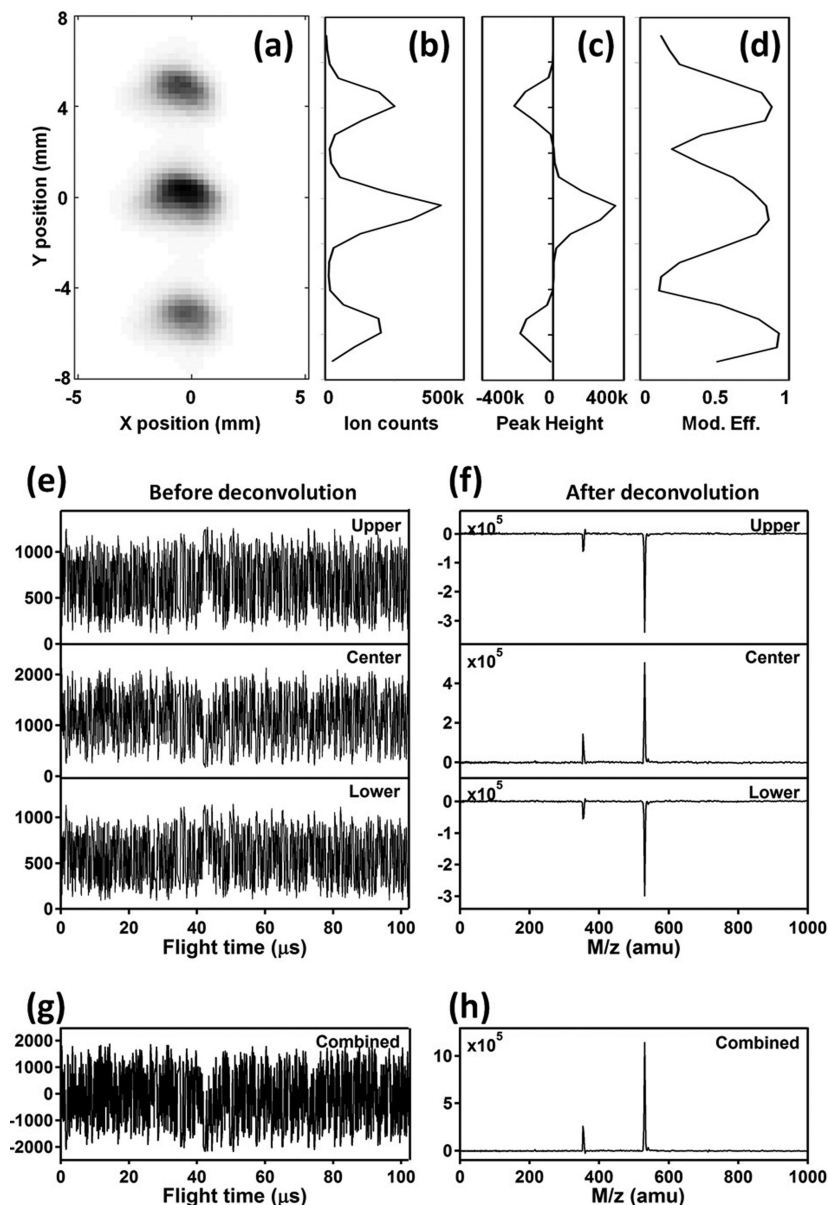 (a) (b) (c) (d)
8
4
0
-4
-8
Y position (mm)
-5 0 5
X position (mm)
500k
Ion counts
-400k 0 400k
Peak Height
0 0.5 1
Mod. Eff.
(e) Before deconvolution
(f) After deconvolution
Upper
1000
500
0
Center
2000
1000
0
Lower
1000
500
0
0 20 40 60 80 100
Flight time (μs)
Upper
x10⁵
0
-1
-2
-3
Center
x10⁵
4
2
0
Lower
x10⁵
0
-1
-2
-3
0 200 400 600 800 1000
M/z (amu)
(g)
Combined
2000
1000
0
-1000
-2000
0 20 40 60 80 100
Flight time (μs)
(h)
Combined
x10⁵
10
5
0
0 200 400 600 800 1000
M/z (amu)